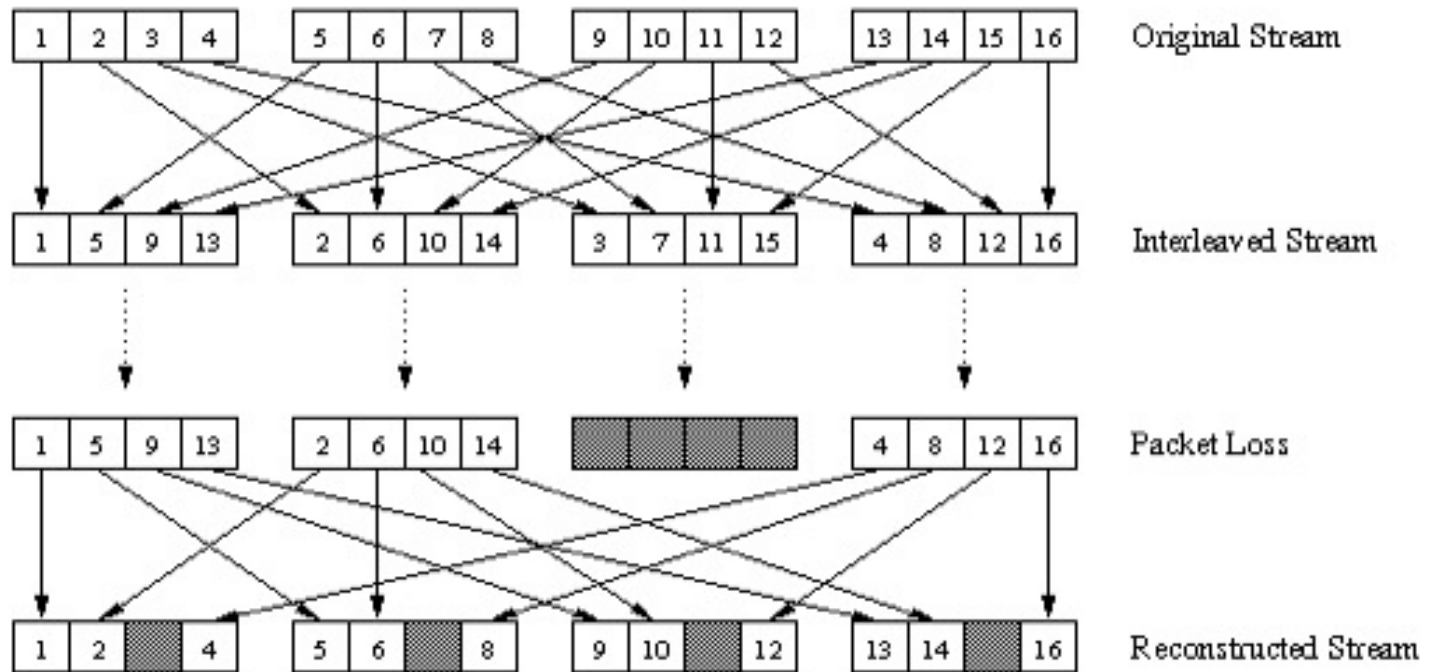 1 2 3 4 5 6 7 8 9 10 11 12 13 14 15 16 Original Stream
1 5 9 13 2 6 10 14 3 7 11 15 4 8 12 16 Interleaved Stream
1 5 9 13 2 6 10 14 4 8 12 16 Packet Loss
1 2 4 5 6 8 9 10 12 13 14 16 Reconstructed Stream